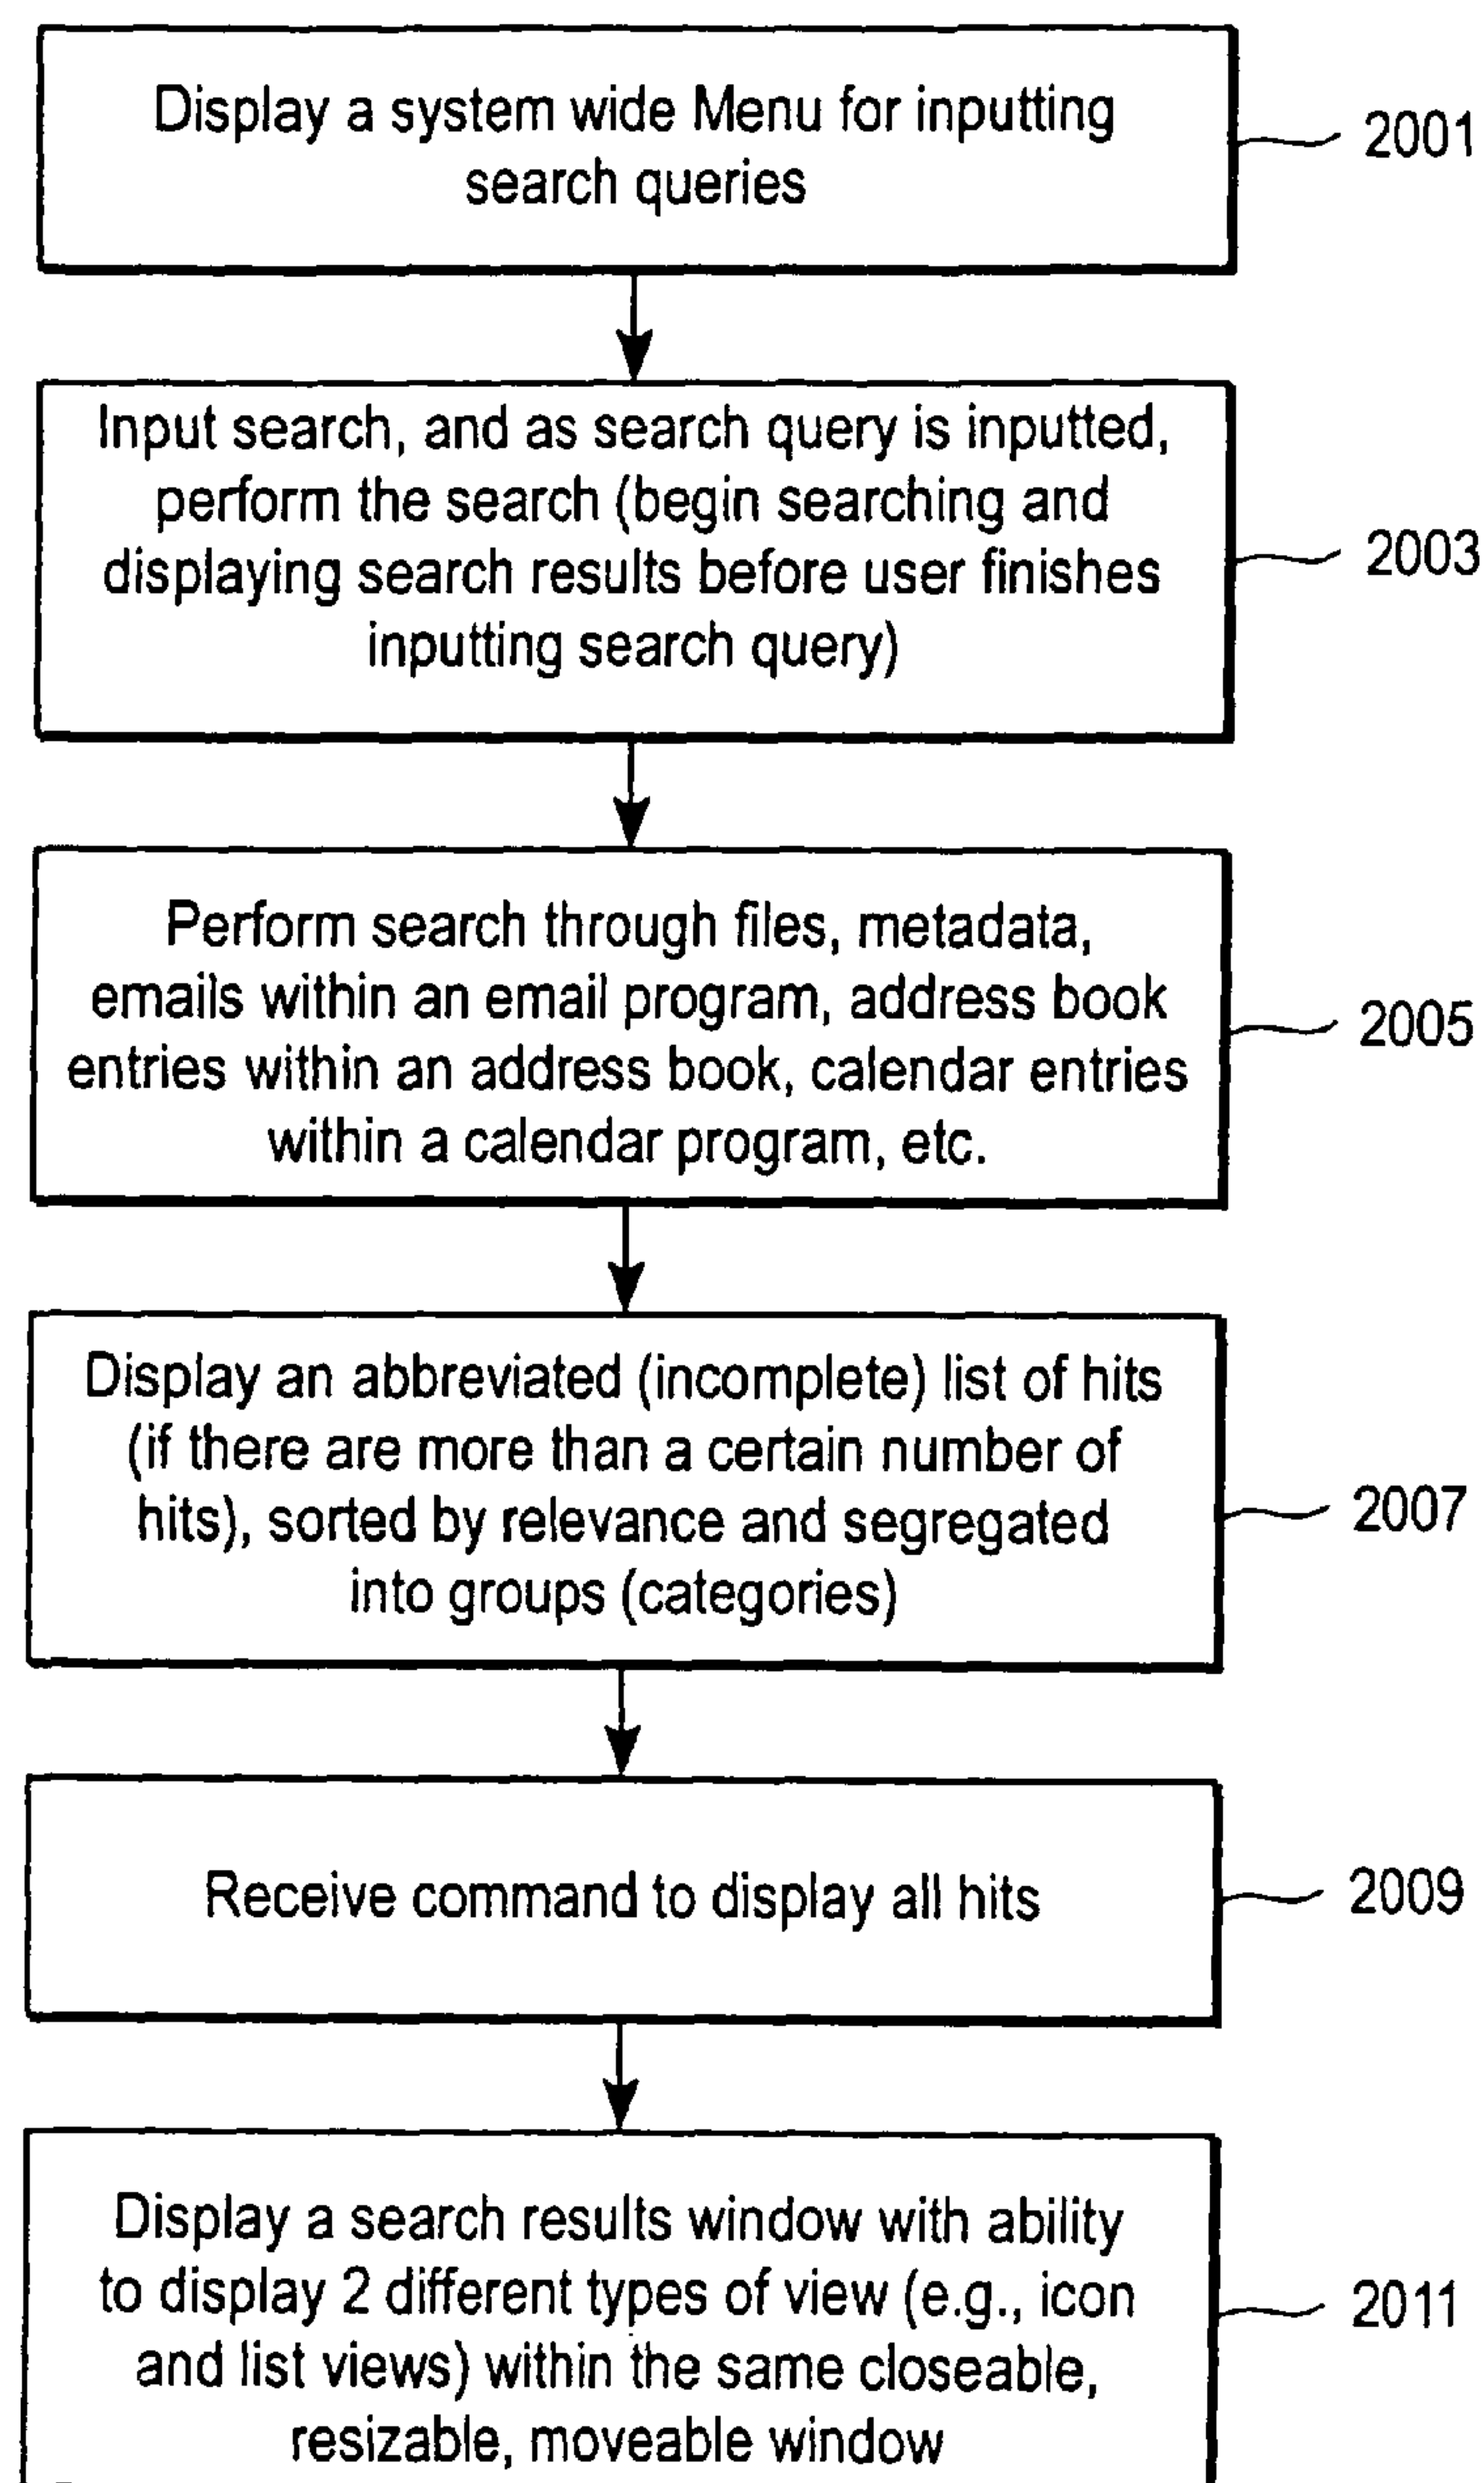 Display a system wide Menu for inputting
search queries
2001
Input search, and as search query is inputted,
perform the search (begin searching and
displaying search results before user finishes
inputting search query)
2003
Perform search through files, metadata,
emails within an email program, address book
entries within an address book, calendar entries
within a calendar program, etc.
2005
Display an abbreviated (incomplete) list of hits
(if there are more than a certain number of
hits), sorted by relevance and segregated
into groups (categories)
2007
Receive command to display all hits
2009
Display a search results window with ability
to display 2 different types of view (e.g., icon
and list views) within the same closeable,
resizable, moveable window
2011